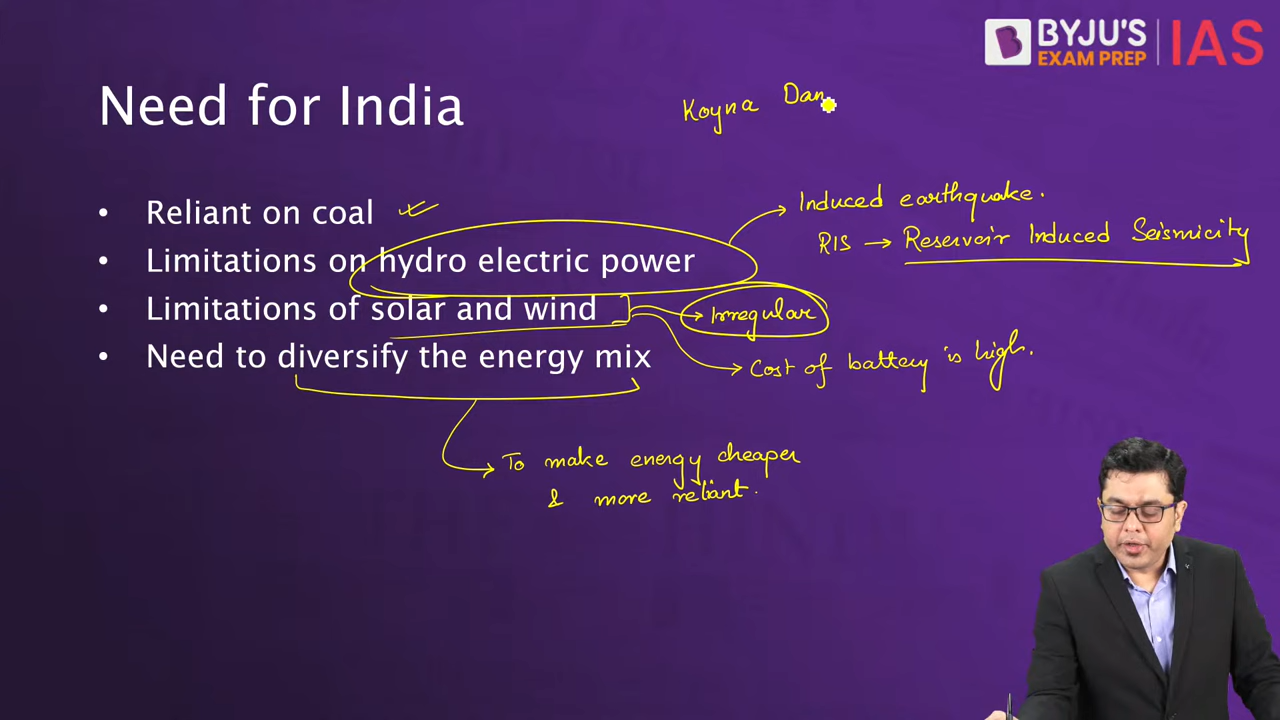 BYJU'S
EXAM PREP
IAS
Need for India
Koyna Dam
Reliant on coal
Induced earthquake.
RIS → Reservoir Induced Seismicity
Limitations on hydro electric power
Limitations of solar and wind
Irregular
Need to diversify the energy mix
Cost of battery is high.
To make energy cheaper
& more reliant.